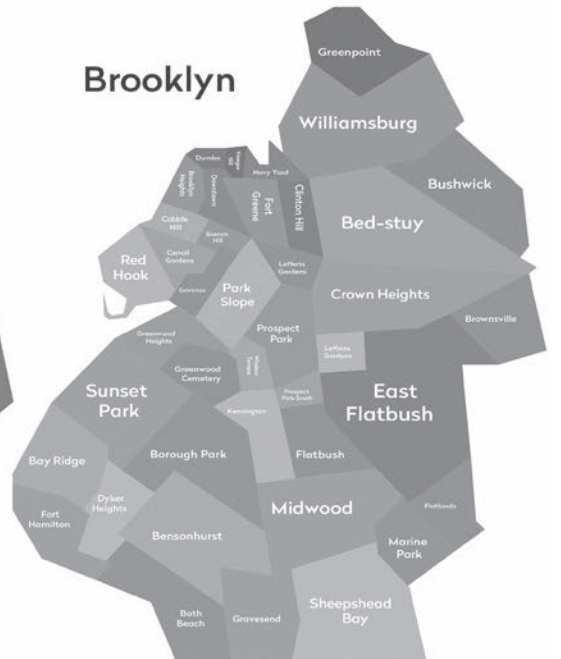 Brooklyn
Greenpoint
Williamsburg
Bushwick
Dumbo
Vinegar
Hill
Navy Yard
Brooklyn
Heights
Downtown
Fort
Greene
Clinton Hill
Bed-stuy
Cobble
Hill
Boerum
Hill
Red
Hook
Carroll
Gardens
Gowanus
Park
Slope
Lefferts
Gardens
Crown Heights
Brownsville
Prospect
Park
Greenwood
Heights
Lefferts
Gardens
Windsor
Terrace
Greenwood
Cemetery
Prospect
Park South
Sunset
Park
Kensington
East
Flatbush
Bay Ridge
Borough Park
Flatbush
Dyker
Heights
Fort
Hamilton
Midwood
Flatlands
Bensonhurst
Marine
Park
Bath
Beach
Gravesend
Sheepshead
Bay